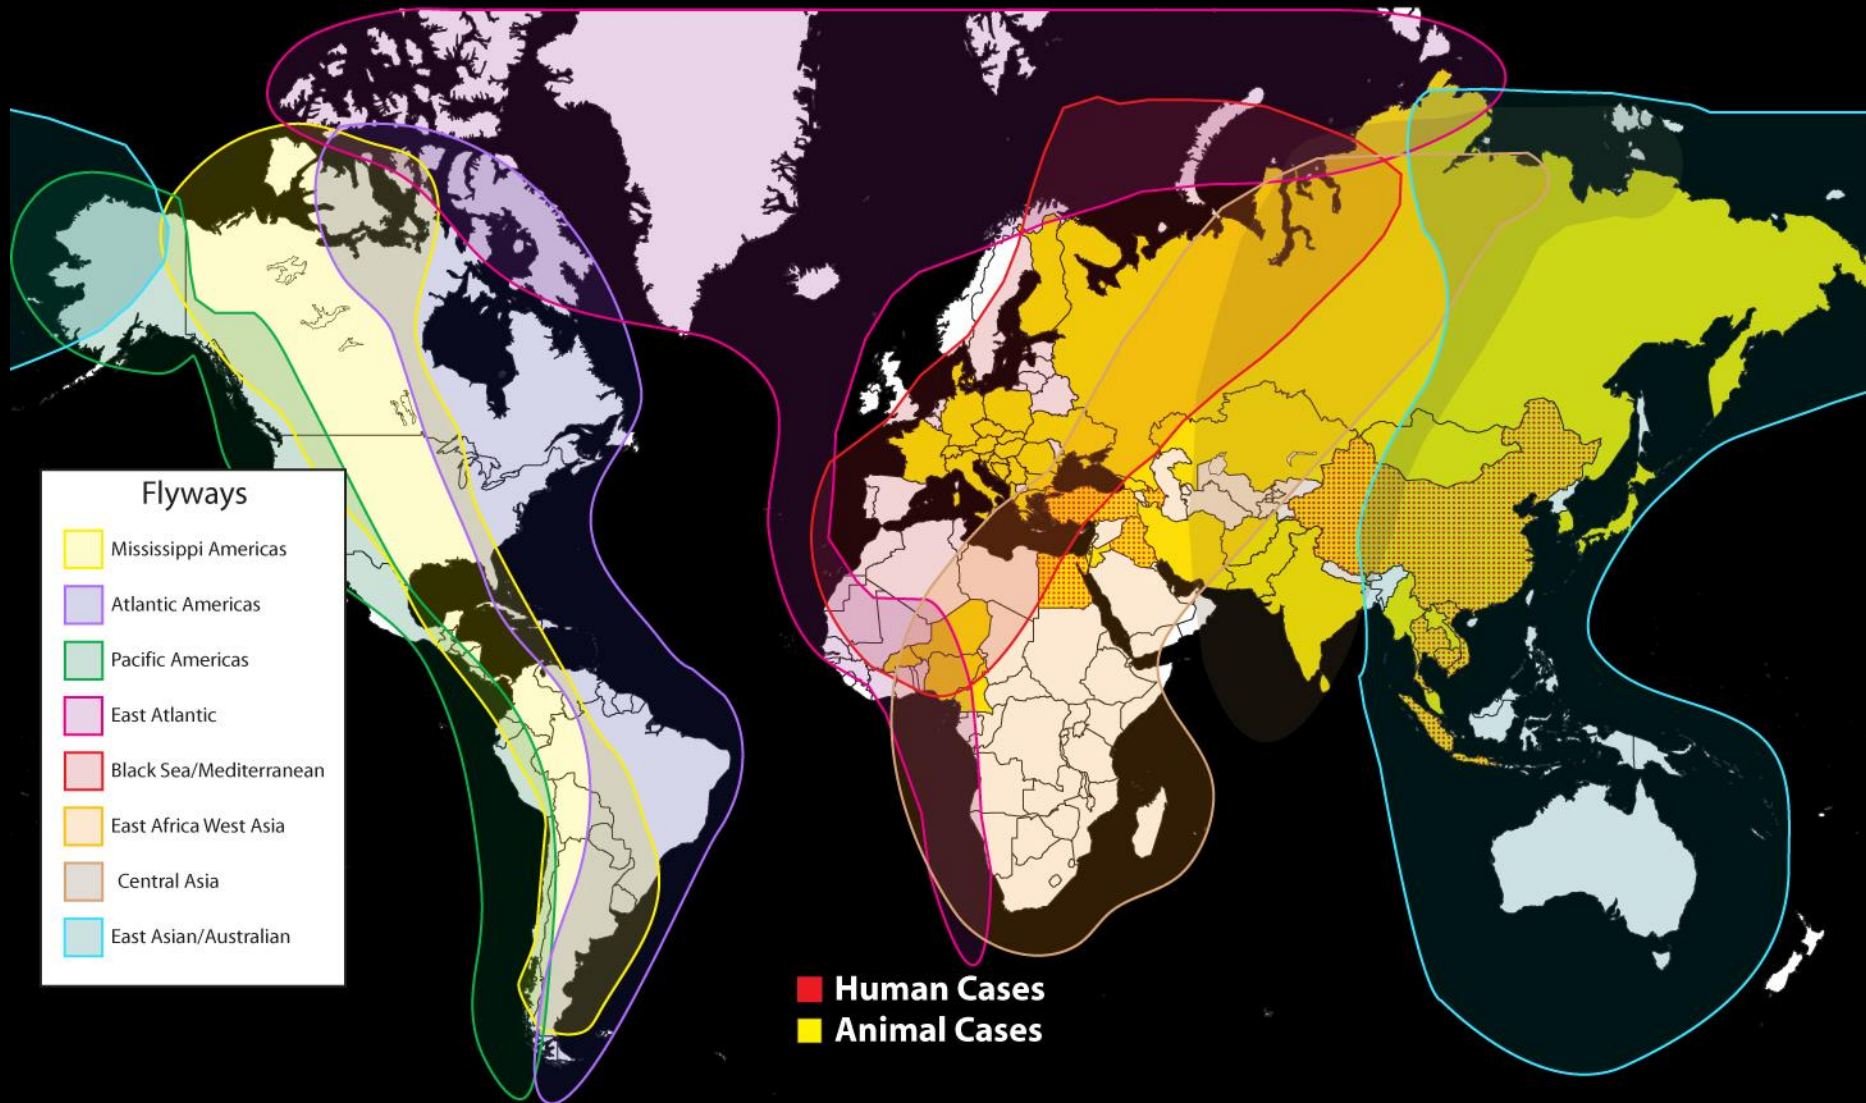 Flyways
Mississippi Americas
Atlantic Americas
Pacific Americas
East Atlantic
Black Sea/Mediterranean
East Africa West Asia
Central Asia
East Asian/Australian
Human Cases
Animal Cases